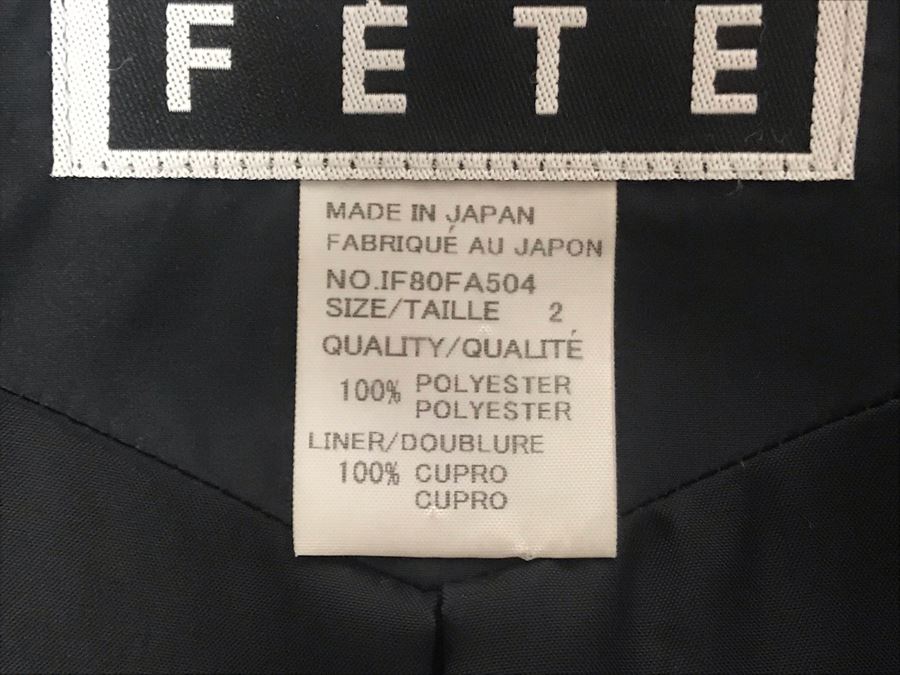 FÉTE
MADE IN JAPAN
FABRIQUÉ AU JAPON
NO.IF80FA504
SIZE/TAILLE 2
QUALITY/QUALITÉ
100% POLYESTER
POLYESTER
LINER/DOUBLURE
100% CUPRO
CUPRO